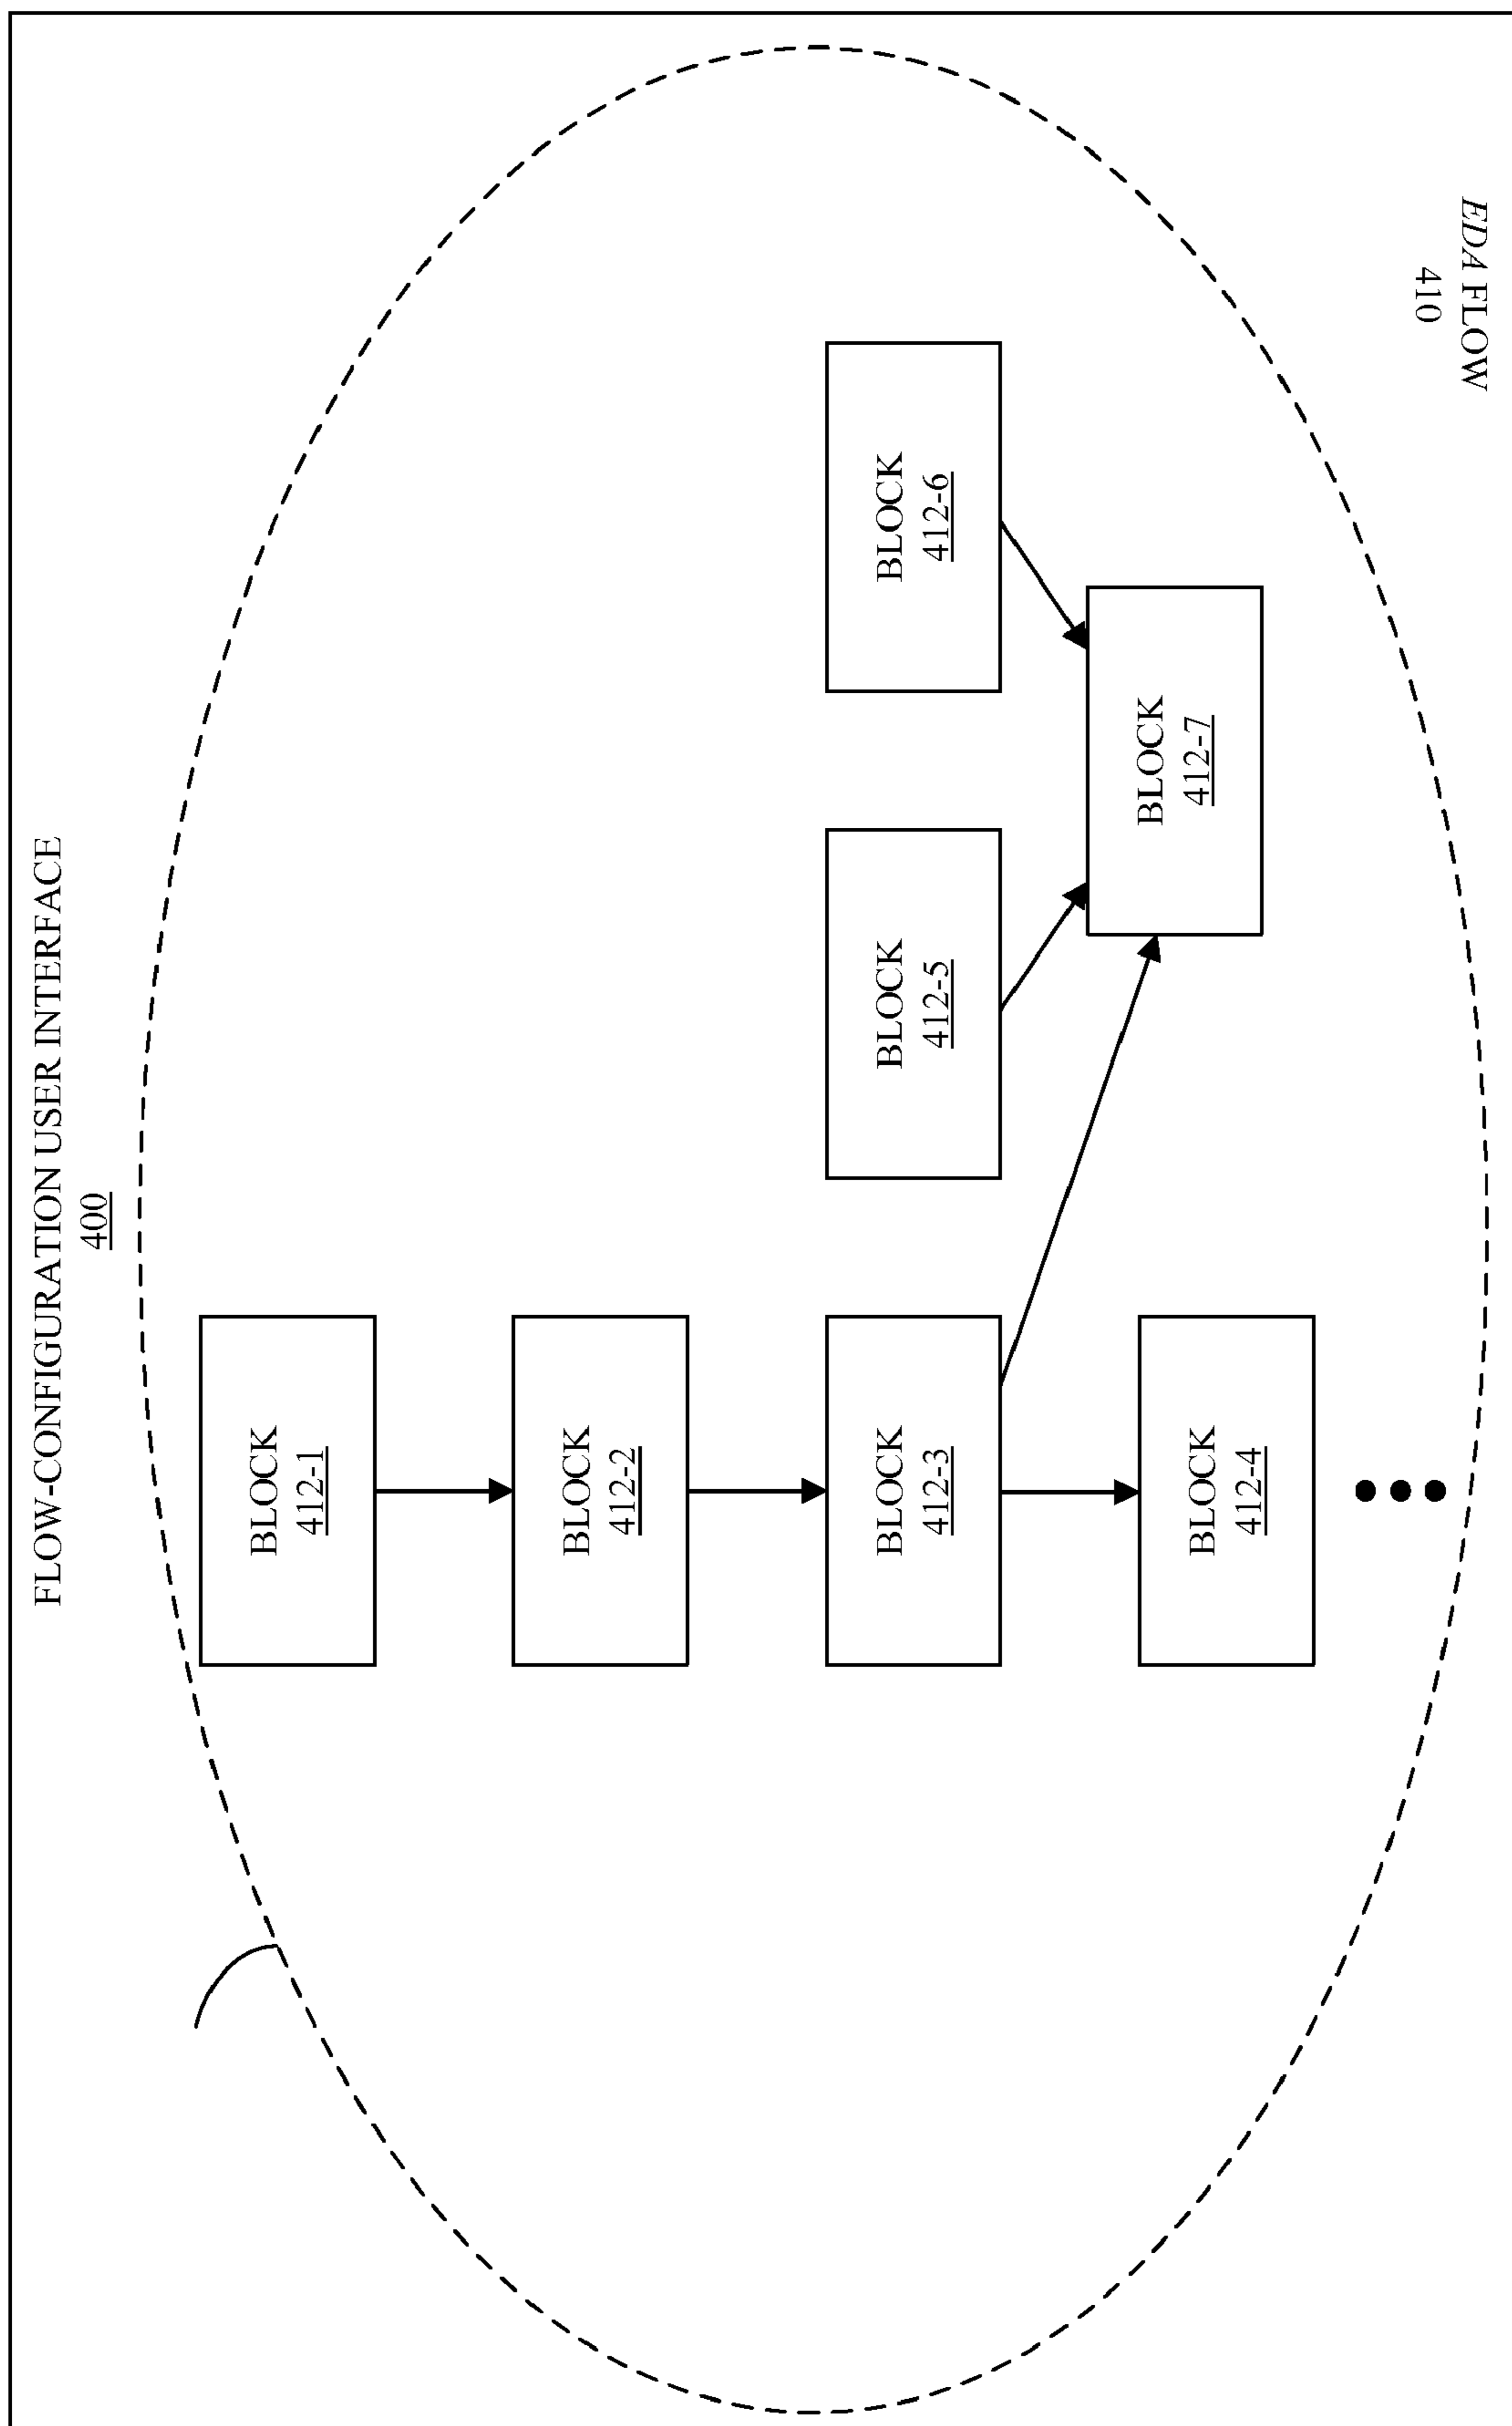 FLOW-CONFIGURATION USER INTERFACE
400
BLOCK
412-1
BLOCK
412-2
BLOCK
412-3
BLOCK
412-5
BLOCK
412-6
BLOCK
412-4
BLOCK
412-7
EDA FLOW
410